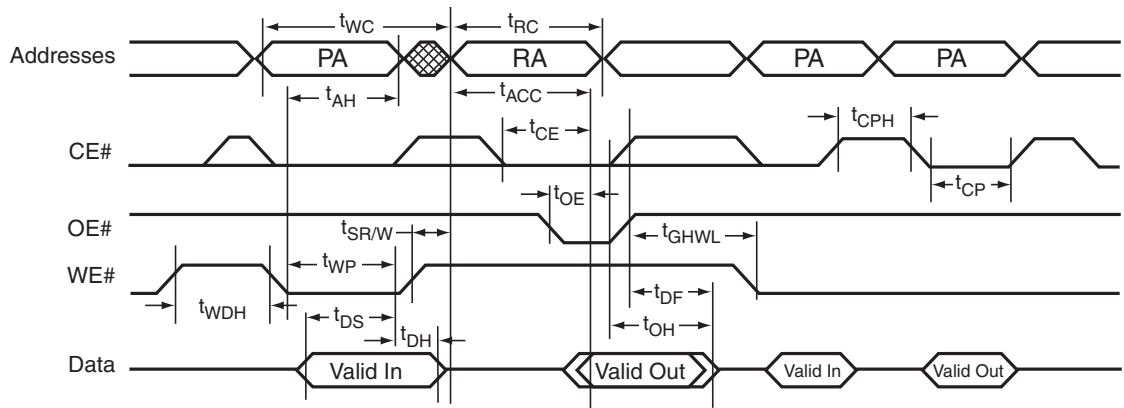 tWC
tRC
Addresses
PA
RA
PA
PA
tAH
tACC
tCPH
tCE
CE#
tOE
tCP
OE#
tSR/W
tGHWL
WE#
tWP
tWDH
tDF
tDS
tOH
tDH
Data
Valid In
Valid Out
Valid In
Valid Out